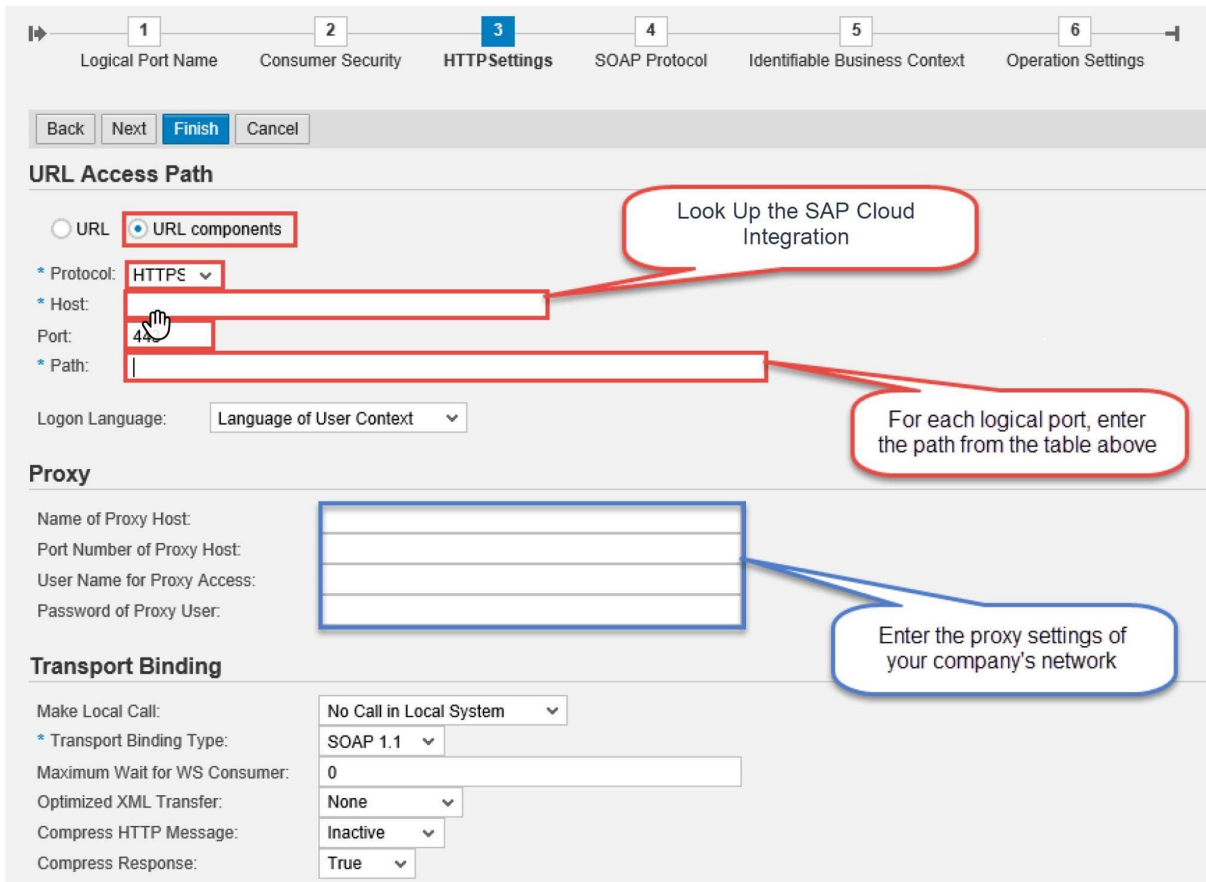 1 2 3 4 5 6
Logical Port Name Consumer Security HTTPSettings SOAP Protocol Identifiable Business Context Operation Settings
Back Next Finish Cancel
URL Access Path
URL URL components
Look Up the SAP Cloud
Integration
* Protocol: HTTPS
* Host:
Port: 443
* Path:
Logon Language: Language of User Context
For each logical port, enter
the path from the table above
Proxy
Name of Proxy Host:
Port Number of Proxy Host:
User Name for Proxy Access:
Password of Proxy User:
Enter the proxy settings of
your company's network
Transport Binding
Make Local Call: No Call in Local System
* Transport Binding Type: SOAP 1.1
Maximum Wait for WS Consumer: 0
Optimized XML Transfer: None
Compress HTTP Message: Inactive
Compress Response: True